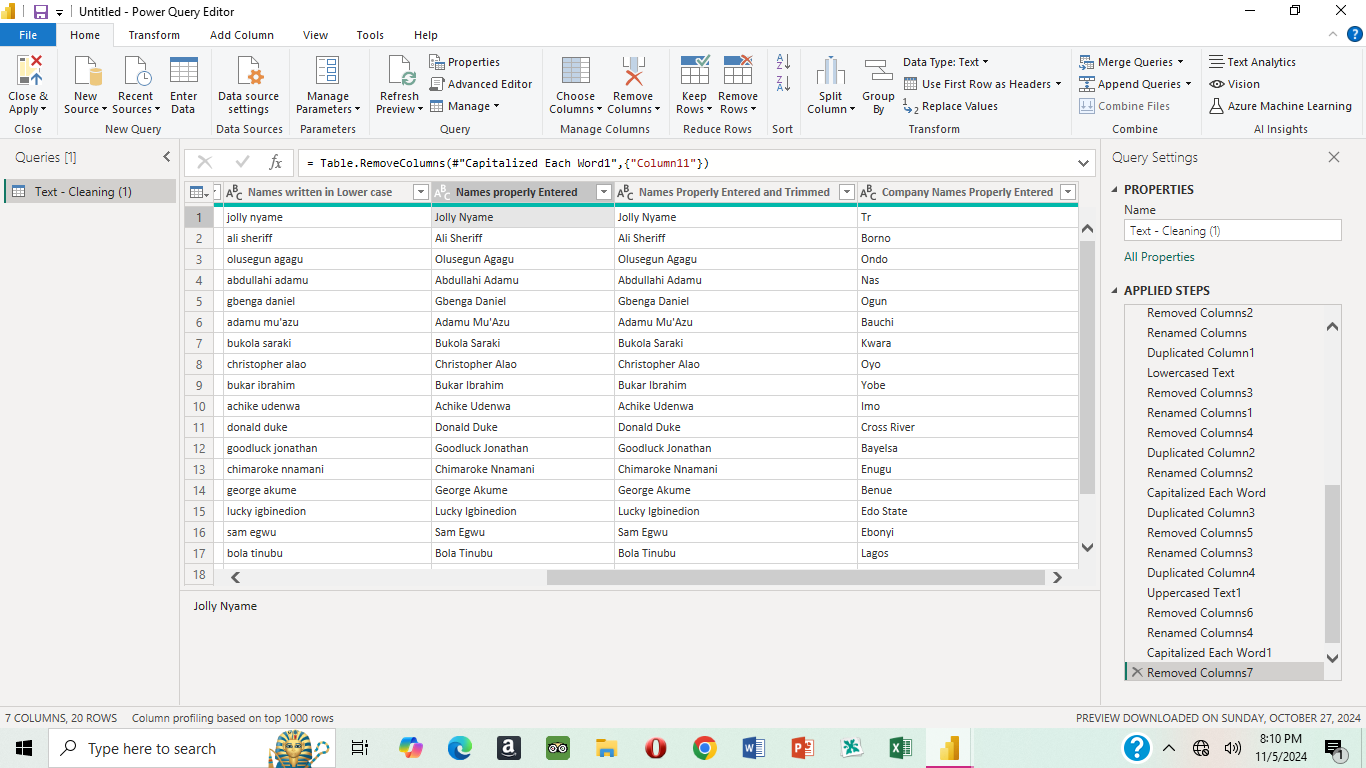 Untitled - Power Query Editor
File Home Transform Add Column View Tools Help
Close & Apply
New Source
Recent Sources
Enter Data
Data source settings
Manage Parameters
Refresh Preview
Properties
Advanced Editor
Manage
Choose Columns
Remove Columns
Keep Rows
Remove Rows
Split Column
Group By
Data Type: Text
Use First Row as Headers
Replace Values
Merge Queries
Append Queries
Combine Files
Text Analytics
Vision
Azure Machine Learning
Close New Query Data Sources Parameters Query Manage Columns Reduce Rows Sort Transform Combine AI Insights
Queries [1]
Text - Cleaning (1)
fx = Table.RemoveColumns(#"Capitalized Each Word1",{"Column11"})
ABC Names written in Lower case ABC Names properly Entered ABC Names Properly Entered and Trimmed ABC Company Names Properly Entered
1 jolly nyame Jolly Nyame Jolly Nyame Tr
2 ali sheriff Ali Sheriff Ali Sheriff Borno
3 olusegun agagu Olusegun Agagu Olusegun Agagu Ondo
4 abdullahi adamu Abdullahi Adamu Abdullahi Adamu Nas
5 gbenga daniel Gbenga Daniel Gbenga Daniel Ogun
6 adamu mu'azu Adamu Mu'Azu Adamu Mu'Azu Bauchi
7 bukola saraki Bukola Saraki Bukola Saraki Kwara
8 christopher alao Christopher Alao Christopher Alao Oyo
9 bukar ibrahim Bukar Ibrahim Bukar Ibrahim Yobe
10 achike udenwa Achike Udenwa Achike Udenwa Imo
11 donald duke Donald Duke Donald Duke Cross River
12 goodluck jonathan Goodluck Jonathan Goodluck Jonathan Bayelsa
13 chimaroke nnamani Chimaroke Nnamani Chimaroke Nnamani Enugu
14 george akume George Akume George Akume Benue
15 lucky igbinedion Lucky Igbinedion Lucky Igbinedion Edo State
16 sam egwu Sam Egwu Sam Egwu Ebonyi
17 bola tinubu Bola Tinubu Bola Tinubu Lagos
18
Jolly Nyame
Query Settings
PROPERTIES
Name
Text - Cleaning (1)
All Properties
APPLIED STEPS
Removed Columns2
Renamed Columns
Duplicated Column1
Lowercased Text
Removed Columns3
Renamed Columns1
Removed Columns4
Duplicated Column2
Renamed Columns2
Capitalized Each Word
Duplicated Column3
Removed Columns5
Renamed Columns3
Duplicated Column4
Uppercased Text1
Removed Columns6
Renamed Columns4
Capitalized Each Word1
Removed Columns7
7 COLUMNS, 20 ROWS Column profiling based on top 1000 rows
PREVIEW DOWNLOADED ON SUNDAY, OCTOBER 27, 2024
Type here to search
8:10 PM
11/5/2024
1